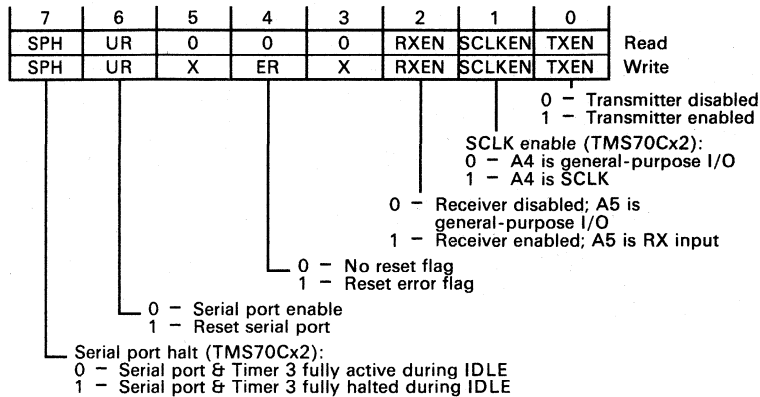 7 6 5 4 3 2 1 0
SPH UR 0 0 0 RXEN SCLKEN TXEN Read
SPH UR X ER X RXEN SCLKEN TXEN Write
0 – Transmitter disabled
1 – Transmitter enabled
SCLK enable (TMS70Cx2):
0 – A4 is general-purpose I/O
1 – A4 is SCLK
0 – Receiver disabled; A5 is
general-purpose I/O
1 – Receiver enabled; A5 is RX input
0 – No reset flag
1 – Reset error flag
0 – Serial port enable
1 – Reset serial port
Serial port halt (TMS70Cx2):
0 – Serial port & Timer 3 fully active during IDLE
1 – Serial port & Timer 3 fully halted during IDLE